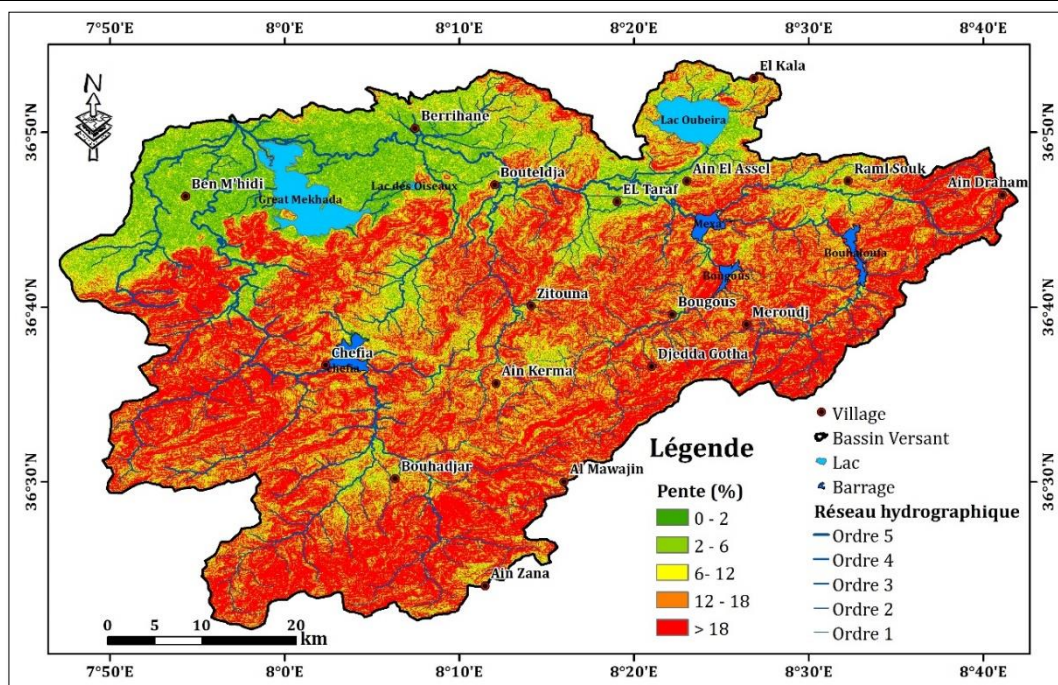 7°50'E
8°0'E
8°10'E
8°20'E
8°30'E
8°40'E
N
36°50'N
36°40'N
36°30'N
36°50'N
36°40'N
36°30'N
El Kala
Lac Oubeira
Berrihane
Bouteldja
Ain El Assel
Raml Souk
Ain Draham
Ben M'hidi
Lac des Oiseaux
EL Taraf
Great Mekhada
Mexa
Bougous
Zitouna
Bougous
Meroudj
Chefia
Chefia
Djedda Gotha
Ain Kerma
Bouhadjar
Al Mawajin
Ain Zana
Légende
Pente (%)
0 - 2
2 - 6
6- 12
12 - 18
> 18
Village
Bassin Versant
Lac
Barrage
Réseau hydrographique
Ordre 5
Ordre 4
Ordre 3
Ordre 2
Ordre 1
0 5 10 20
km
7°50'E
8°0'E
8°10'E
8°20'E
8°30'E
8°40'E